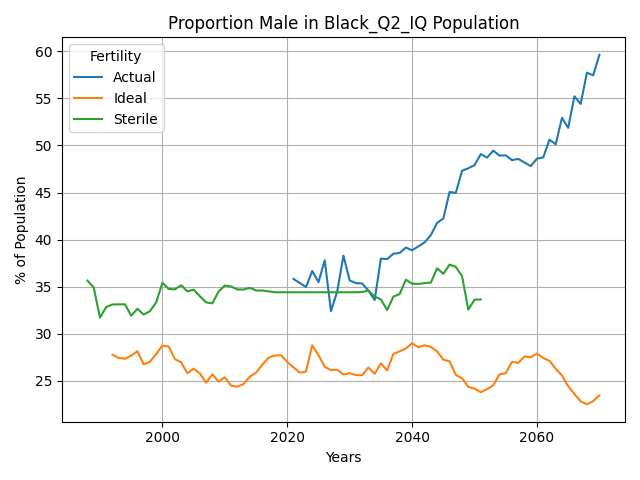 Proportion Male in Black_Q2_IQ Population
Fertility
Actual
Ideal
Sterile
60
55
50
45
40
35
30
25
% of Population
2000
2020
2040
2060
Years